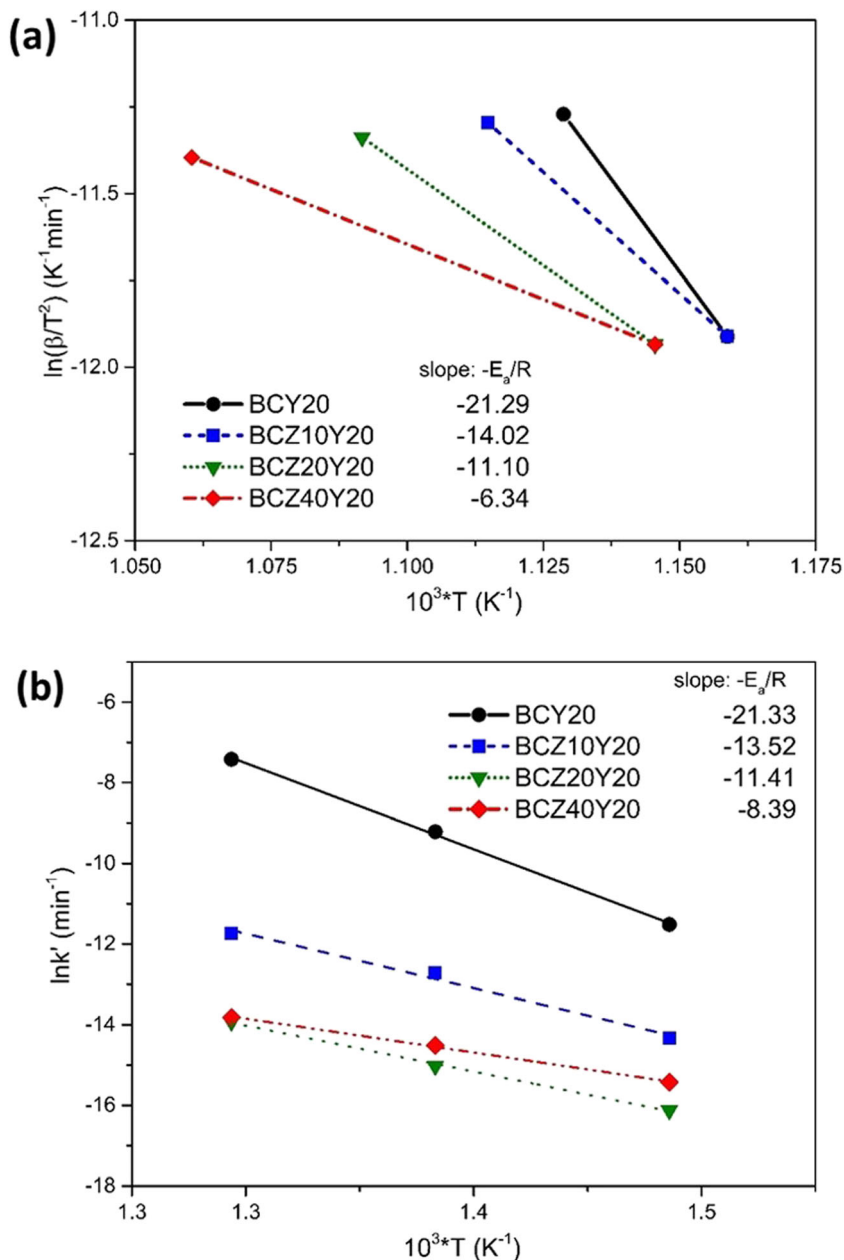 (a)
-11.0
-11.5
-12.0
-12.5
ln(β/T²) (K⁻¹min⁻¹)
slope: -Eₐ/R
BCY20 -21.29
BCZ10Y20 -14.02
BCZ20Y20 -11.10
BCZ40Y20 -6.34
1.050 1.075 1.100 1.125 1.150 1.175
10³*T (K⁻¹)
(b)
-6
-8
-10
-12
-14
-16
-18
lnk' (min⁻¹)
slope: -Eₐ/R
BCY20 -21.33
BCZ10Y20 -13.52
BCZ20Y20 -11.41
BCZ40Y20 -8.39
1.3 1.3 1.4 1.5
10³*T (K⁻¹)